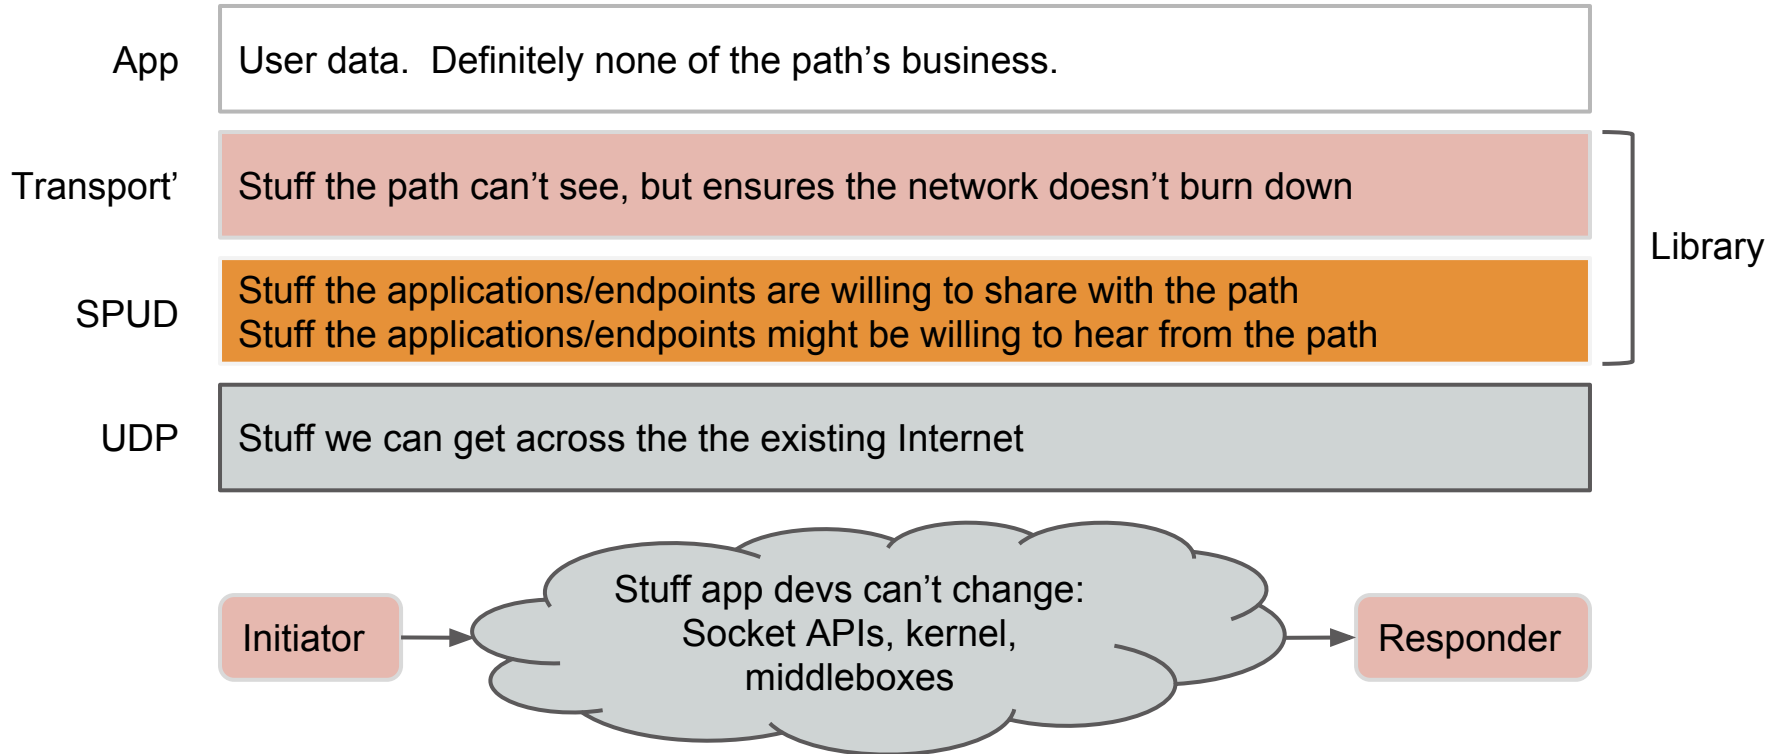 App
User data. Definitely none of the path’s business.
Transport’
Stuff the path can’t see, but ensures the network doesn’t burn down
Library
SPUD
Stuff the applications/endpoints are willing to share with the path
Stuff the applications/endpoints might be willing to hear from the path
UDP
Stuff we can get across the the existing Internet
Initiator
Stuff app devs can’t change:
Socket APIs, kernel,
middleboxes
Responder